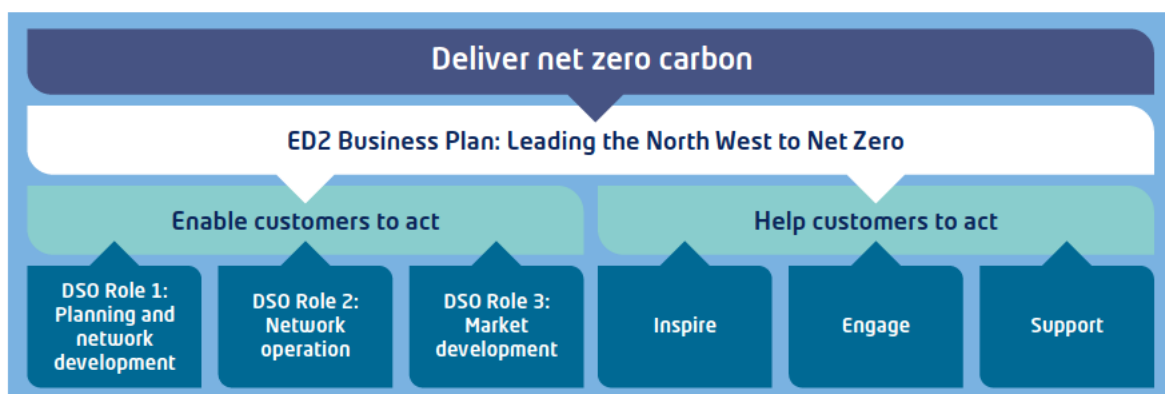 Deliver net zero carbon
ED2 Business Plan: Leading the North West to Net Zero
Enable customers to act
Help customers to act
DSO Role 1:
Planning and
network
development
DSO Role 2:
Network
operation
DSO Role 3:
Market
development
Inspire
Engage
Support